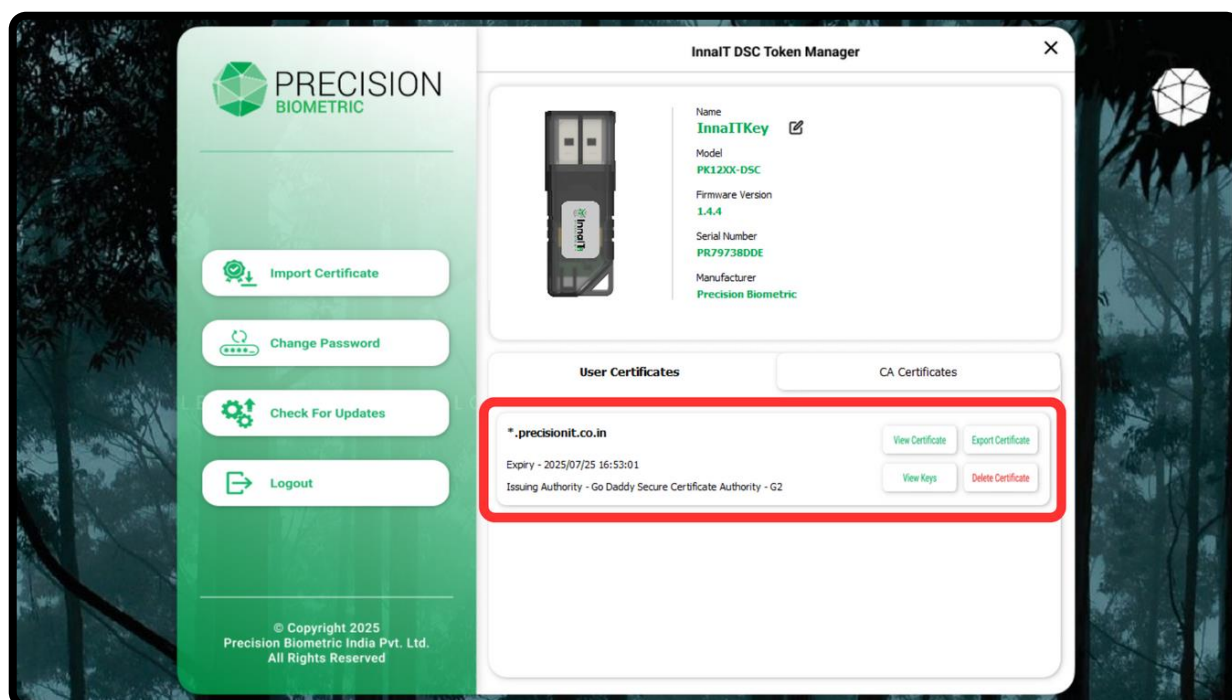 PRECISION
BIOMETRIC
Import Certificate
Change Password
Check For Updates
Logout
© Copyright 2025
Precision Biometric India Pvt. Ltd.
All Rights Reserved
InnaIT DSC Token Manager
InnaIT
Name
InnaITKey
Model
PK12XX-DSC
Firmware Version
1.4.4
Serial Number
PR79738DDE
Manufacturer
Precision Biometric
User Certificates
CA Certificates
*.precisionit.co.in
Expiry - 2025/07/25 16:53:01
Issuing Authority - Go Daddy Secure Certificate Authority - G2
View Certificate
Export Certificate
View Keys
Delete Certificate